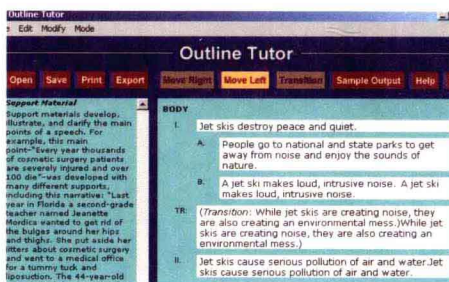 Outline Tutor
Edit Modify Mode
Outline Tutor
Open Save Print Export Move Right Move Left Transition Sample Output Help
Support Material
Support materials develop,
illustrate, and clarify the main
points of a speech. For
example, this main
point-"Every year thousands
of cosmetic surgery patients
are severely injured and over
100 die"-was developed with
many different supports,
including this narrative: "Last
year in Florida a second-grade
teacher named Jeanette
Mordica wanted to get rid of
the bulges around her hips
and thighs. She put aside her
jitters about cosmetic surgery
and went to a medical office
for a tummy tuck and
liposuction. The 44-year-old
BODY
I. Jet skis destroy peace and quiet.
A. People go to national and state parks to get
away from noise and enjoy the sounds of
nature.
B. A jet ski makes loud, intrusive noise. A jet ski
makes loud, intrusive noise.
TR: (Transition: While jet skis are creating noise, they
are also creating an environmental mess.)While jet
skis are creating noise, they are also creating an
environmental mess.)
II. Jet skis cause serious pollution of air and water.Jet
skis cause serious pollution of air and water.